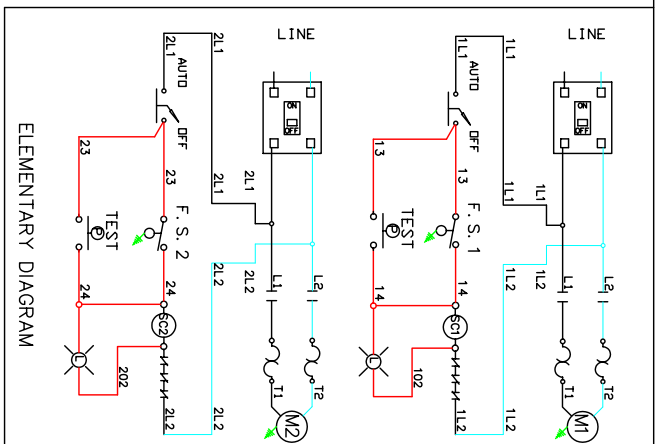 LINE
ON
OFF
1L1
1L1
AUTO
OFF
1L1
1L1
1L2
L1
L2
T1
T2
M1
13
13
F. S. 1
TEST
P
14
14
SC1
L
102
1L2
1L2
1L2
LINE
ON
OFF
2L1
2L1
AUTO
OFF
2L1
2L1
2L2
L1
L2
T1
T2
M2
23
23
F. S. 2
TEST
P
24
24
SC2
L
202
2L2
2L2
2L2
ELEMENTARY DIAGRAM